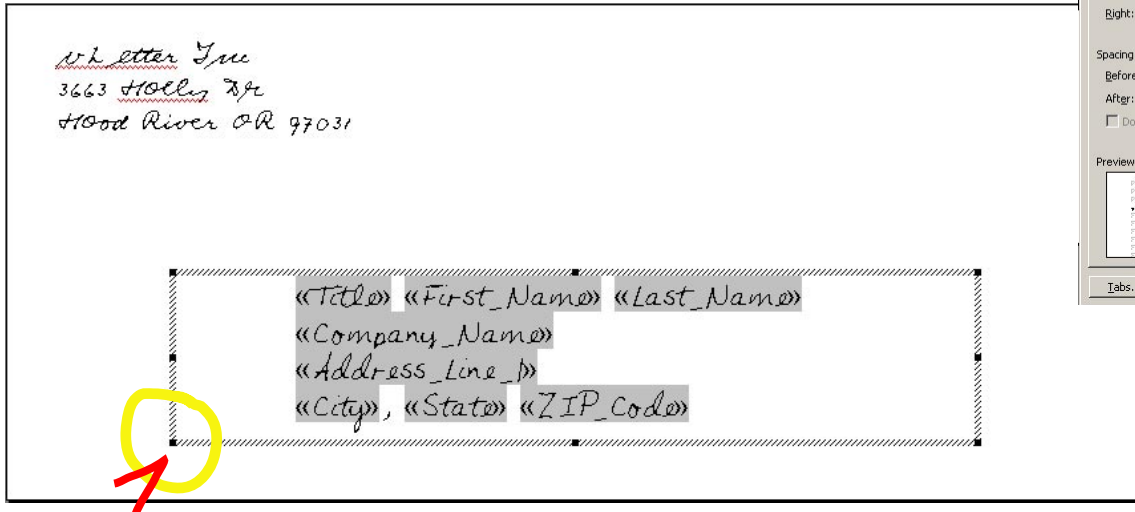 vLetter Inc
3663 Holly Dr
Hood River OR 97031
«Title» «First_Name» «Last_Name»
«Company_Name»
«Address_Line_1»
«City», «State» «ZIP_Code»
Right:
Spacing
Before
After:
Do
Preview
Tabs.